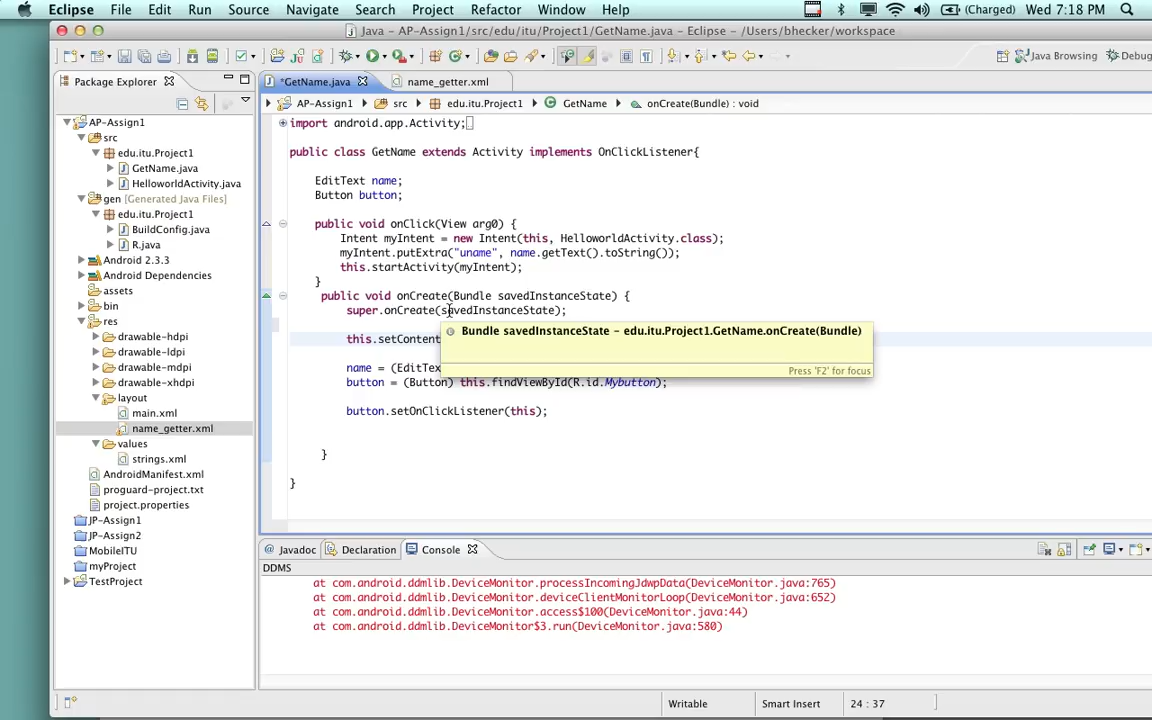 Eclipse File Edit Run Source Navigate Search Project Refactor Window Help (Charged) Wed 7:18 PM
Java – AP-Assign1/src/edu/itu/Project1/GetName.java – Eclipse – /Users/bhecker/workspace
Java Browsing Debug
Package Explorer
*GetName.java name_getter.xml
AP-Assign1 src edu.itu.Project1 GetName onCreate(Bundle) : void
AP-Assign1
src
edu.itu.Project1
GetName.java
HelloworldActivity.java
gen [Generated Java Files]
edu.itu.Project1
BuildConfig.java
R.java
Android 2.3.3
Android Dependencies
assets
bin
res
drawable-hdpi
drawable-ldpi
drawable-mdpi
drawable-xhdpi
layout
main.xml
name_getter.xml
values
strings.xml
AndroidManifest.xml
proguard-project.txt
project.properties
JP-Assign1
JP-Assign2
MobileITU
myProject
TestProject
import android.app.Activity;
public class GetName extends Activity implements OnClickListener{
EditText name;
Button button;
public void onClick(View arg0) {
Intent myIntent = new Intent(this, HelloworldActivity.class);
myIntent.putExtra("uname", name.getText().toString());
this.startActivity(myIntent);
}
public void onCreate(Bundle savedInstanceState) {
super.onCreate(savedInstanceState);
this.setContent
Bundle savedInstanceState – edu.itu.Project1.GetName.onCreate(Bundle)
Press 'F2' for focus
name = (EditTex
button = (Button) this.findViewById(R.id.Mybutton);
button.setOnClickListener(this);
}
}
Javadoc Declaration Console
DDMS
at com.android.ddmlib.DeviceMonitor.processIncomingJdwpData(DeviceMonitor.java:765)
at com.android.ddmlib.DeviceMonitor.deviceClientMonitorLoop(DeviceMonitor.java:652)
at com.android.ddmlib.DeviceMonitor.access$100(DeviceMonitor.java:44)
at com.android.ddmlib.DeviceMonitor$3.run(DeviceMonitor.java:580)
Writable Smart Insert 24 : 37